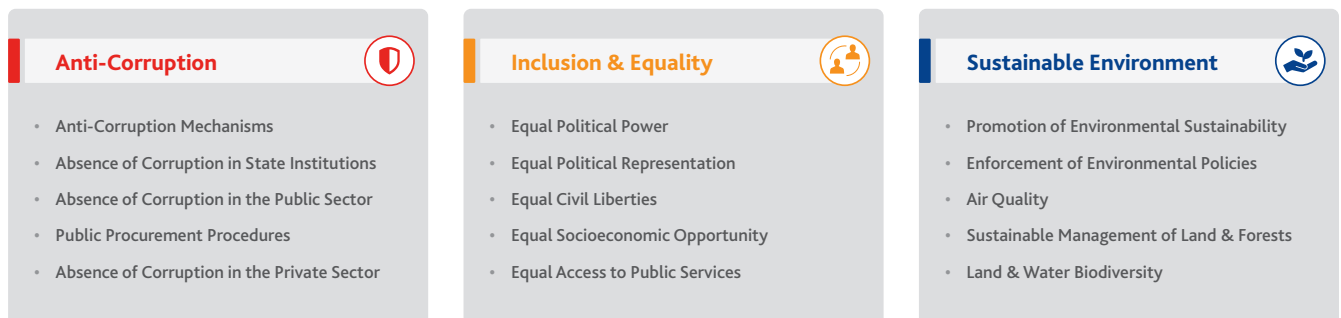 Anti-Corruption
• Anti-Corruption Mechanisms
• Absence of Corruption in State Institutions
• Absence of Corruption in the Public Sector
• Public Procurement Procedures
• Absence of Corruption in the Private Sector
Inclusion & Equality
• Equal Political Power
• Equal Political Representation
• Equal Civil Liberties
• Equal Socioeconomic Opportunity
• Equal Access to Public Services
Sustainable Environment
• Promotion of Environmental Sustainability
• Enforcement of Environmental Policies
• Air Quality
• Sustainable Management of Land & Forests
• Land & Water Biodiversity